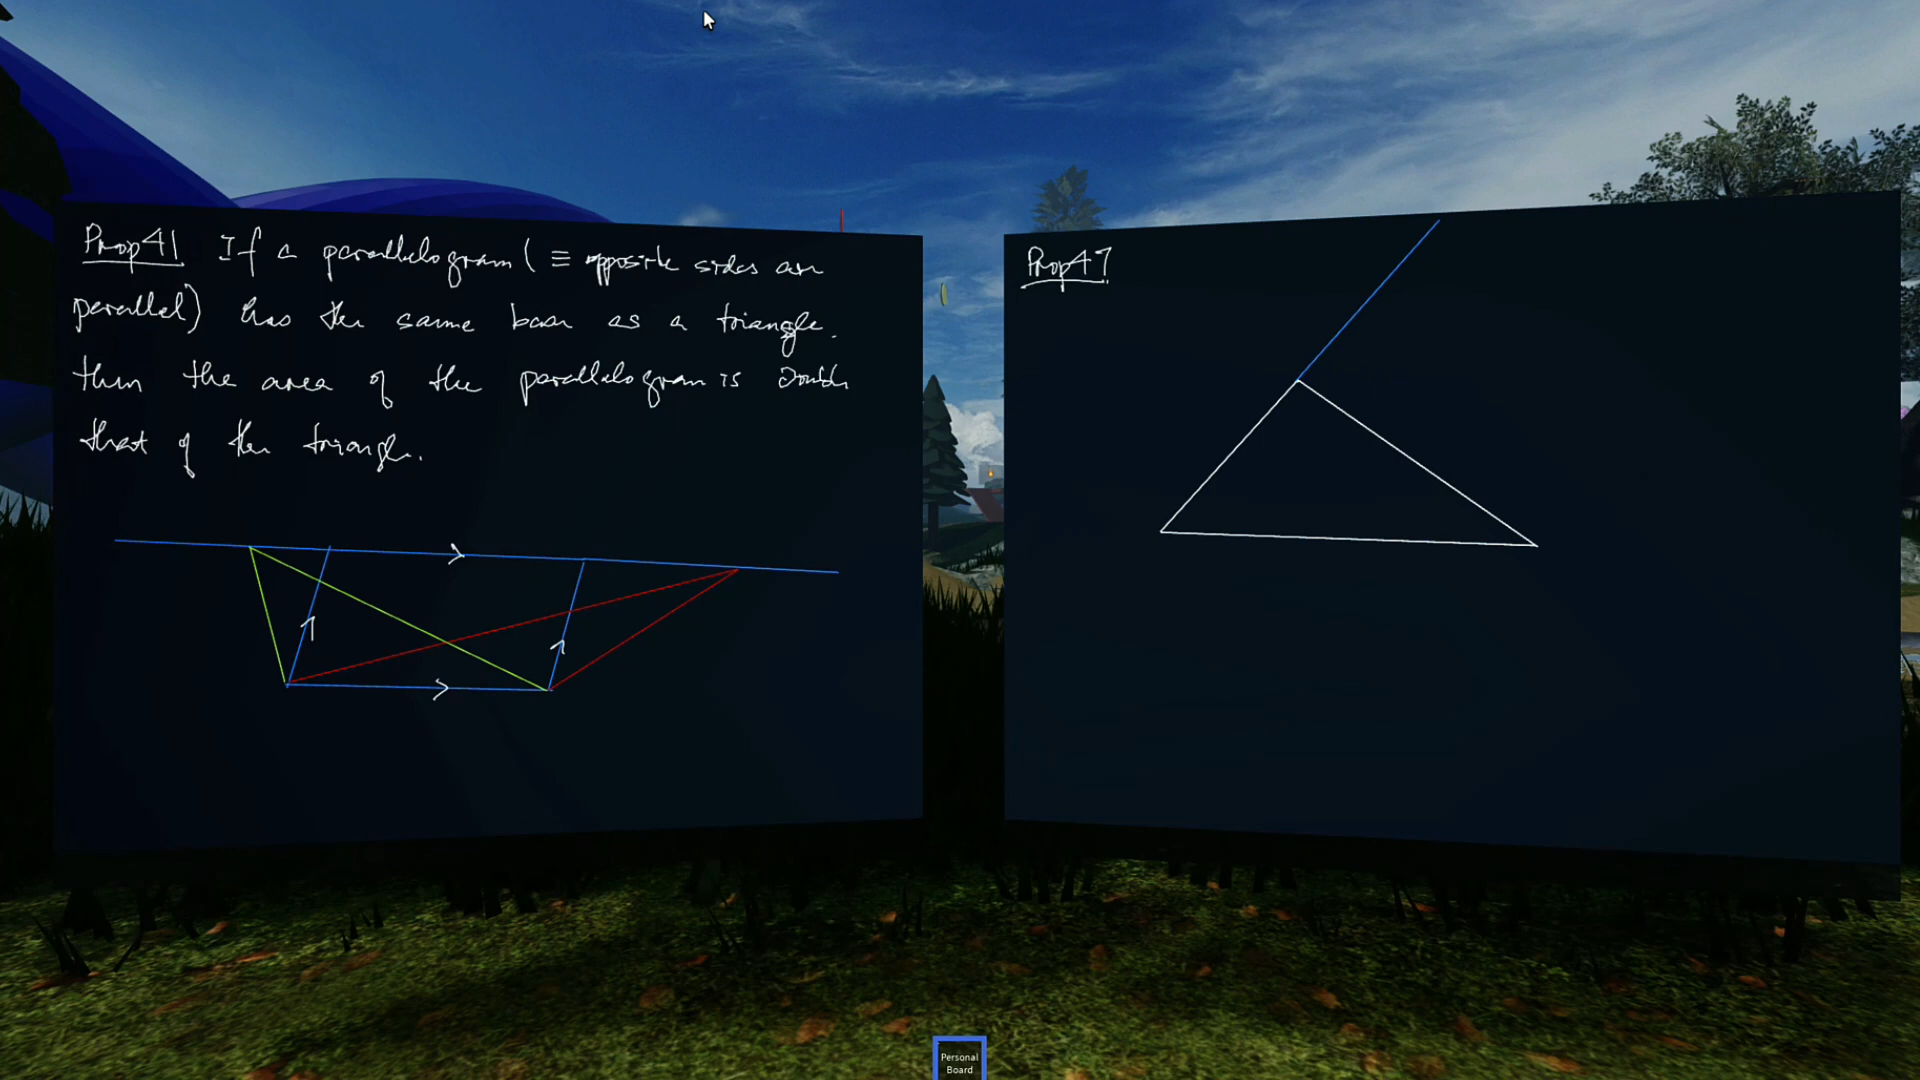 Prop 41 If a parallelogram (≡ opposite sides are
parallel) has the same base as a triangle.
then the area of the parallelogram is double
that of the triangle.
Prop 47
Personal
Board